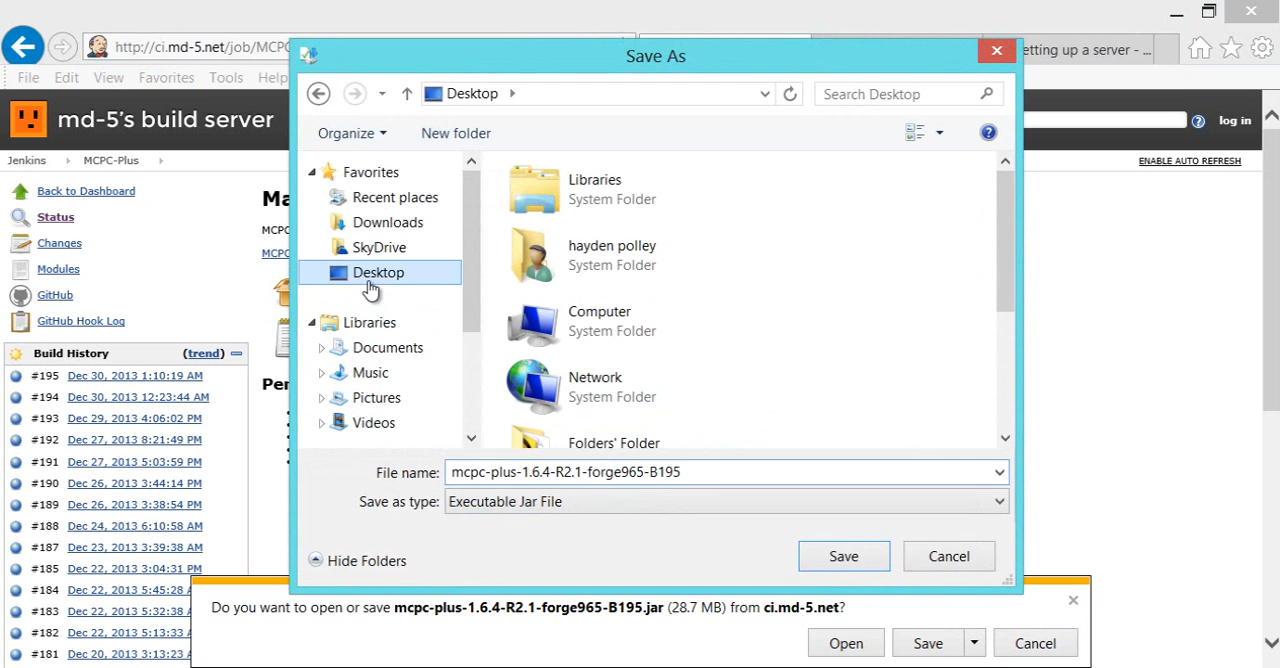 http://ci.md-5.net/job/MCPC
etting up a server - ...
File Edit View Favorites Tools Help
md-5's build server
log in
Jenkins MCPC-Plus
ENABLE AUTO REFRESH
Back to Dashboard
Status
Changes
Modules
GitHub
GitHub Hook Log
Build History (trend)
#195 Dec 30, 2013 1:10:19 AM
#194 Dec 30, 2013 12:23:44 AM
#193 Dec 29, 2013 4:06:02 PM
#192 Dec 27, 2013 8:21:49 PM
#191 Dec 27, 2013 5:03:59 PM
#190 Dec 26, 2013 3:44:14 PM
#189 Dec 26, 2013 3:38:54 PM
#188 Dec 24, 2013 6:10:58 AM
#187 Dec 23, 2013 3:39:38 AM
#185 Dec 22, 2013 3:04:31 PM
#184 Dec 22, 2013 5:45:28
#183 Dec 22, 2013 5:32:38
#182 Dec 22, 2013 5:13:33
#181 Dec 20, 2013 3:13:23
Ma
MCPC
MCPC
Per
Save As
Desktop
Search Desktop
Organize New folder
Favorites
Recent places
Downloads
SkyDrive
Desktop
Libraries
Documents
Music
Pictures
Videos
Libraries
System Folder
hayden polley
System Folder
Computer
System Folder
Network
System Folder
Folders' Folder
File name: mcpc-plus-1.6.4-R2.1-forge965-B195
Save as type: Executable Jar File
Hide Folders
Save Cancel
Do you want to open or save mcpc-plus-1.6.4-R2.1-forge965-B195.jar (28.7 MB) from ci.md-5.net?
Open Save Cancel